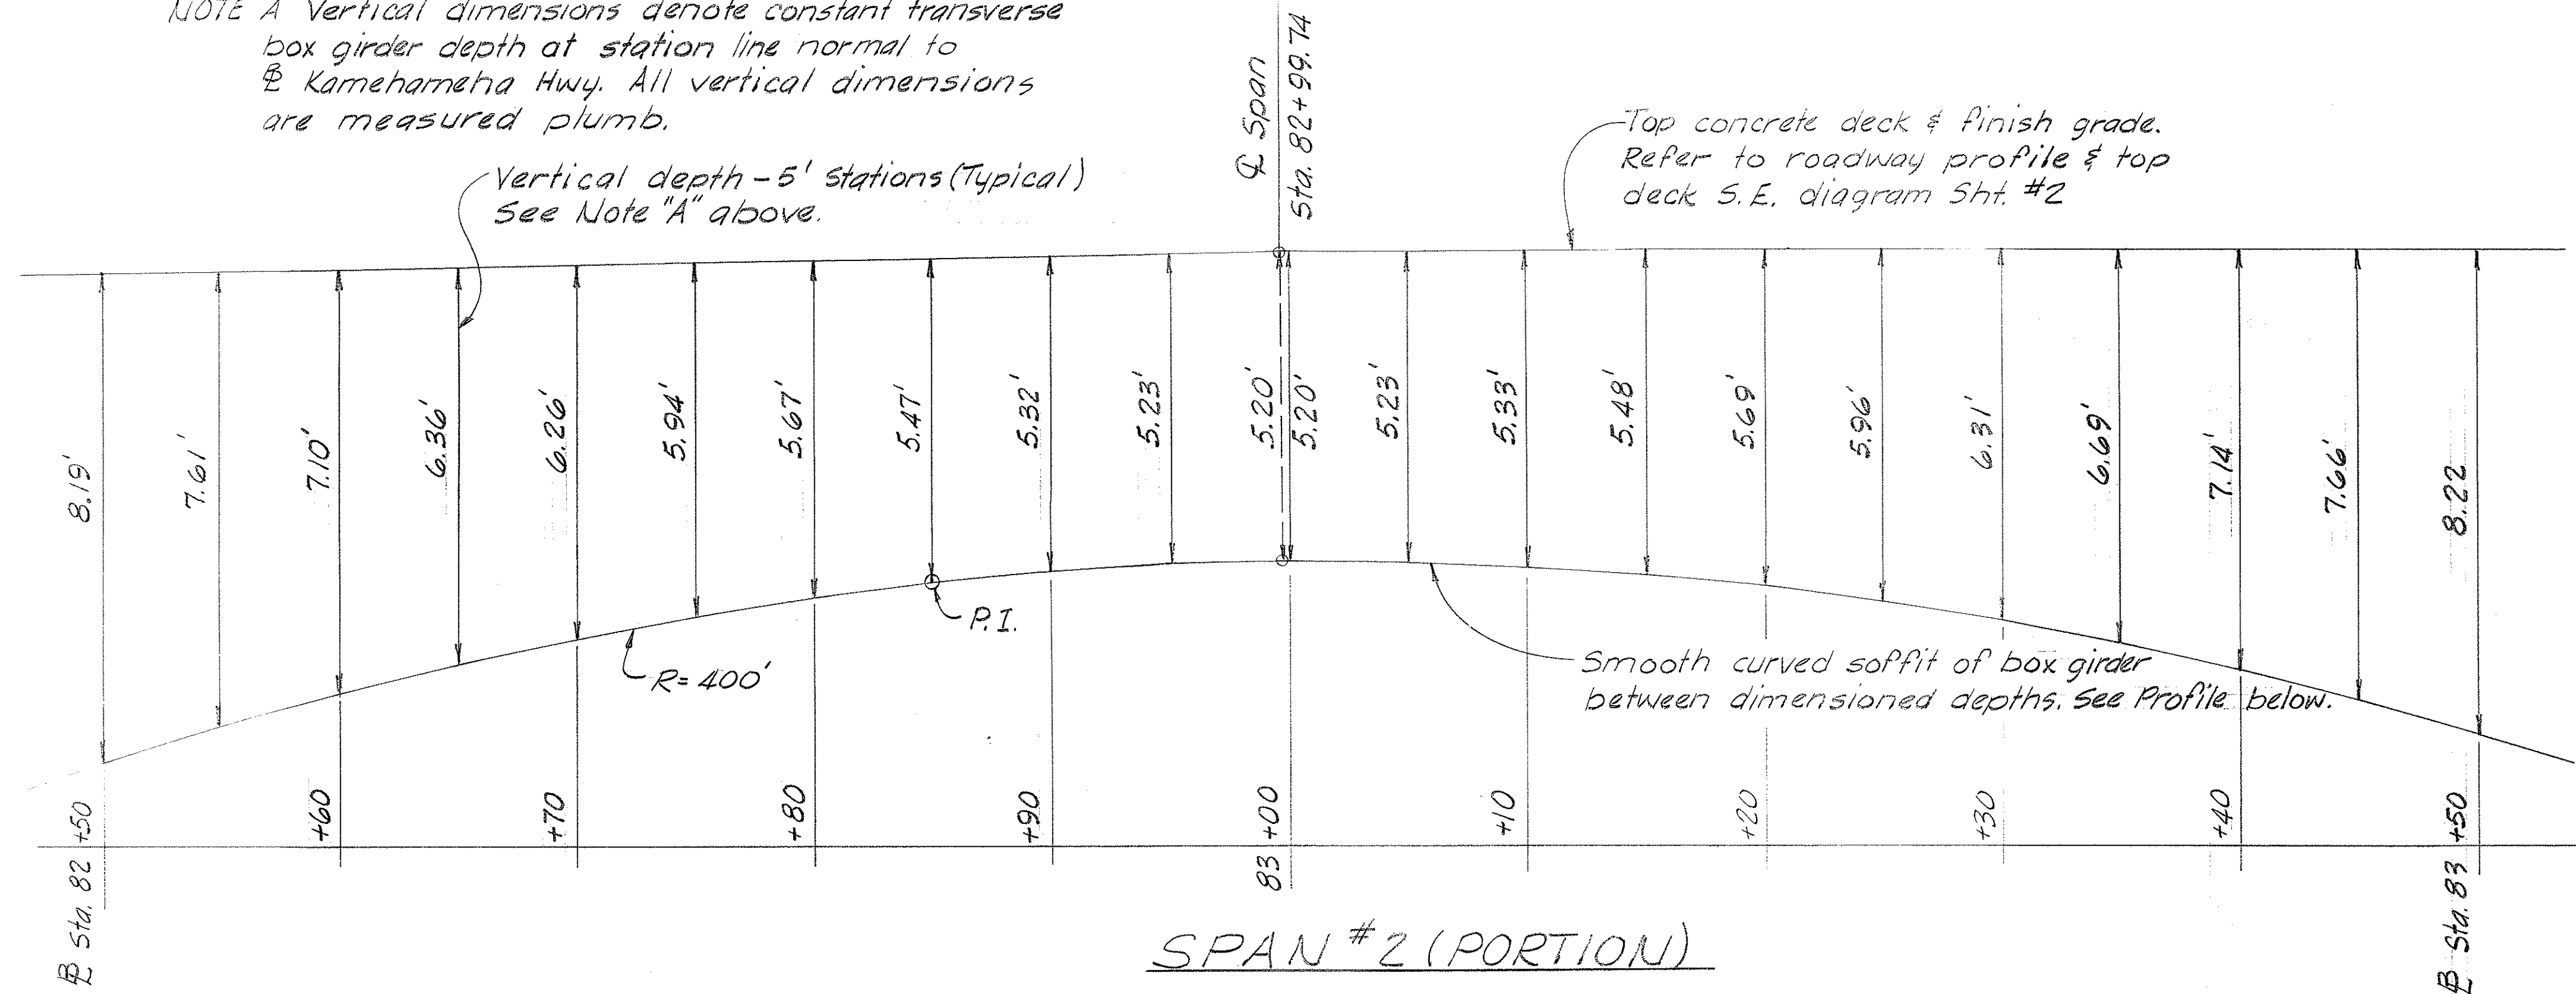 NOTE A Vertical dimensions denote constant transverse
box girder depth at station line normal to
℄ Kamehameha Hwy. All vertical dimensions
are measured plumb.
Vertical depth - 5' Stations (Typical)
See Note "A" above.
℄ Span
Sta. 82+99.74
Top concrete deck & finish grade.
Refer to roadway profile & top
deck S.E. diagram Sht. #2
8.19'
7.61'
7.10'
6.36'
6.26'
5.94'
5.67'
5.47'
5.32'
5.23'
5.20'
5.20'
5.23'
5.33'
5.48'
5.69'
5.96'
6.31'
6.69'
7.14'
7.66'
8.22
P.I.
R=400'
Smooth curved soffit of box girder
between dimensioned depths. See Profile below.
℄ Sta. 82 +50
+60
+70
+80
+90
83 +00
+10
+20
+30
+40
℄ Sta. 83 +50
SPAN #2 (PORTION)